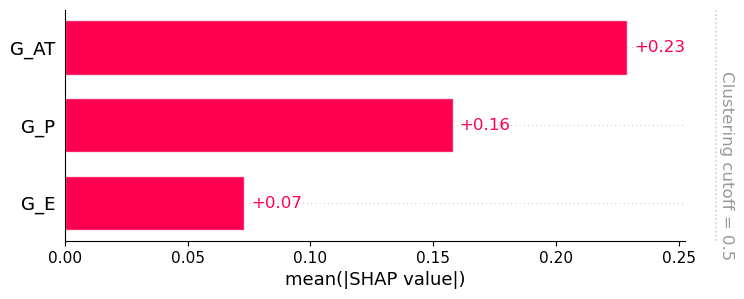 G_AT
+0.23
G_P
+0.16
G_E
+0.07
0.00 0.05 0.10 0.15 0.20 0.25
mean(|SHAP value|)
Clustering cutoff = 0.5